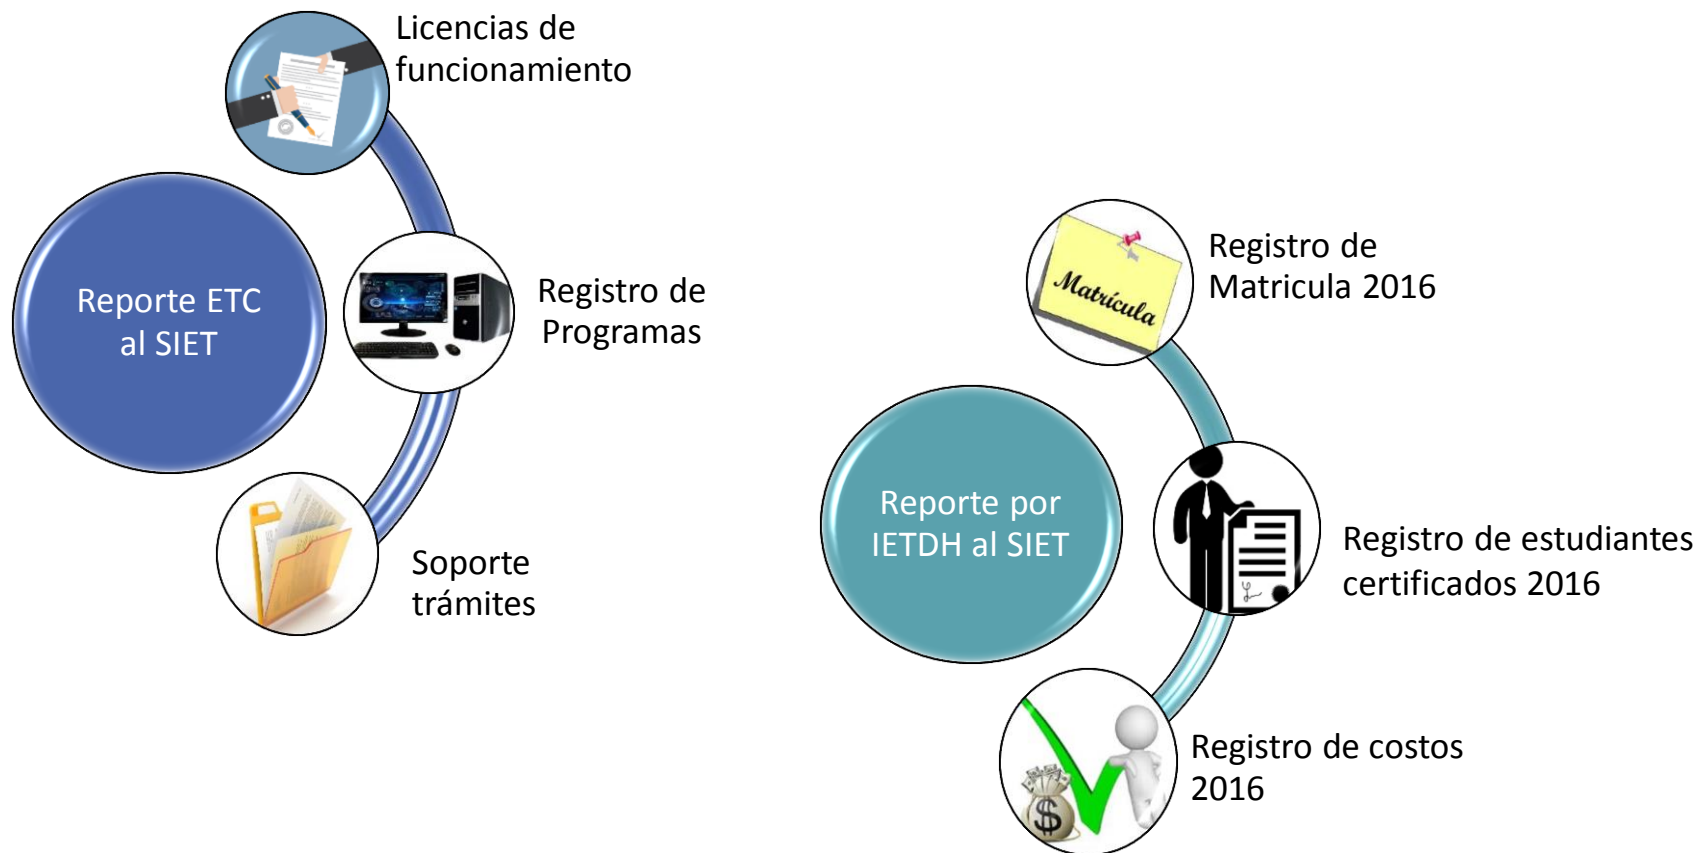 Licencias de
funcionamiento
Reporte ETC
al SIET
Registro de
Programas
Soporte
trámites
Registro de
Matricula 2016
Matrícula
Reporte por
IETDH al SIET
Registro de estudiantes
certificados 2016
Registro de costos
2016
$